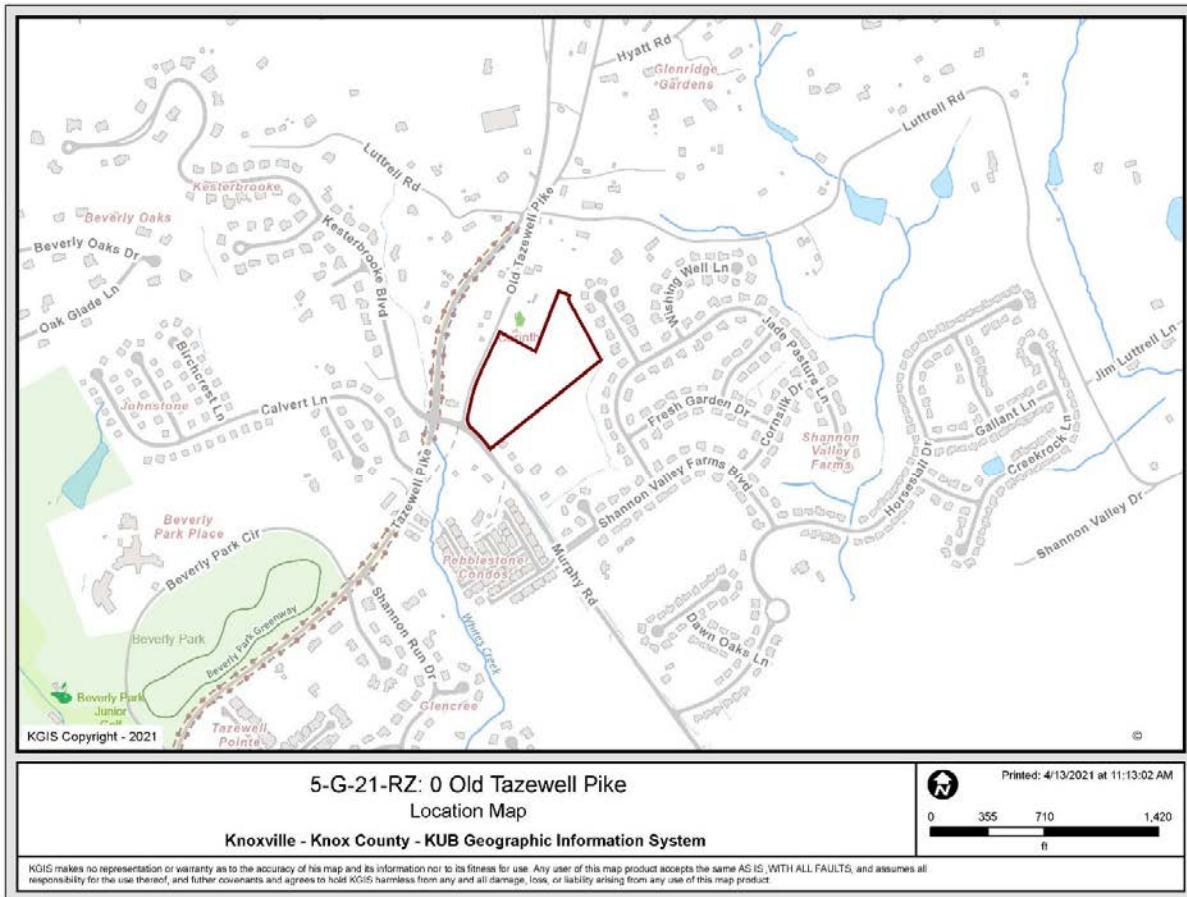 Hyatt Rd
Glenridge
Gardens
Luttrell Rd
Luttrell Rd
Kesterbrooke
Beverly Oaks
Beverly Oaks Dr
Oak Glade Ln
Kesterbrooke Blvd
Old Tazewell Pike
Wishing Well Ln
Jade Pasture Ln
Birchcrest Ln
Johnstone
Calvert Ln
Fresh Garden Dr
Cornsilk Dr
Shannon
Valley
Farms
Jim Luttrell Ln
Gallant Ln
Creekrock Ln
Horsestall Dr
Shannon Valley Farms Blvd
Shannon Valley Dr
Tazewell Pike
Beverly
Park Place
Beverly Park Cir
Pebblestone
Condos
Murphy Rd
Dawn Oaks Ln
Whites Creek
Shannon Run Dr
Beverly Park
Beverly Park Greenway
Glencree
Beverly Park
Junior
Golf
Tazewell
Pointe
KGIS Copyright - 2021
©
5-G-21-RZ: 0 Old Tazewell Pike
Location Map
Knoxville - Knox County - KUB Geographic Information System
N
Printed: 4/13/2021 at 11:13:02 AM
0 355 710 1,420
ft
KGIS makes no representation or warranty as to the accuracy of his map and its information nor to its fitness for use. Any user of this map product accepts the same AS IS ,WITH ALL FAULTS, and assumes all
responsibility for the use thereof, and futher covenants and agrees to hold KGIS harmless from any and all damage, loss, or liability arising from any use of this map product.